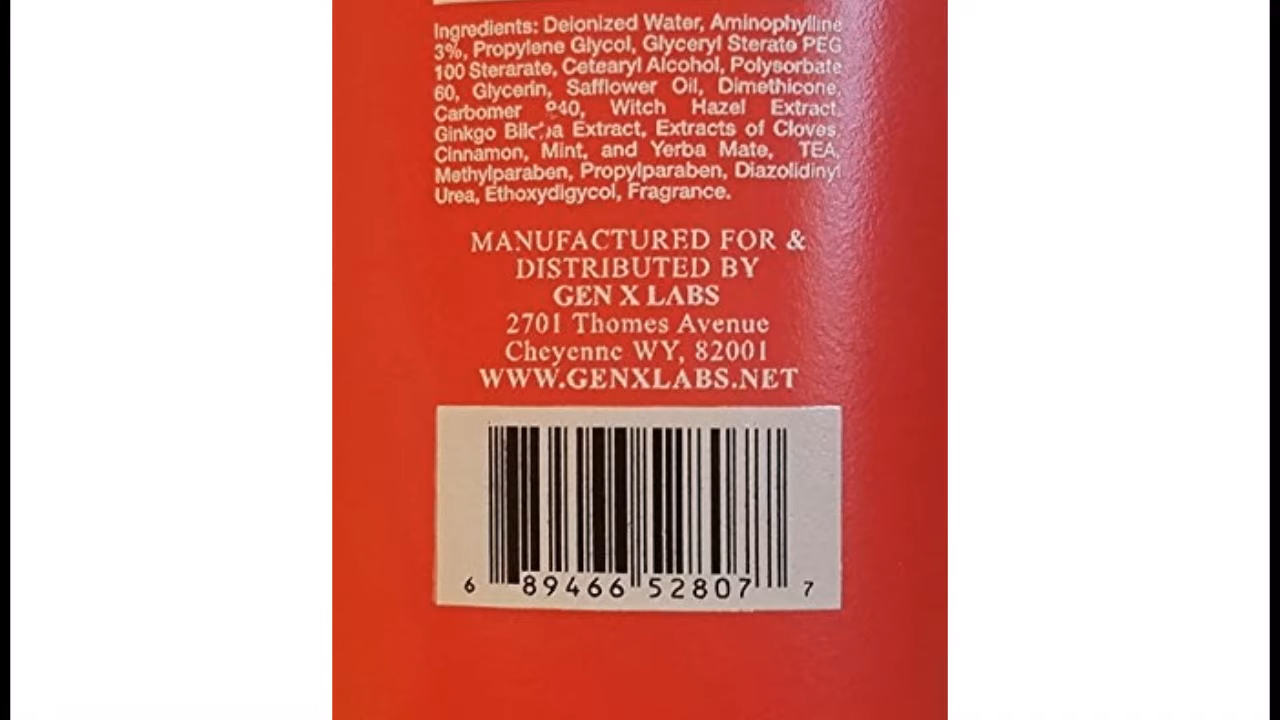 Ingredients: Deionized Water, Aminophylline
3%, Propylene Glycol, Glyceryl Sterate PEG
100 Sterarate, Cetearyl Alcohol, Polysorbate
60, Glycerin, Safflower Oil, Dimethicone,
Carbomer 940, Witch Hazel Extract,
Ginkgo Extract, Extracts of Cloves,
Cinnamon, Mint, and Yerba Mate, TEA,
Methylparaben, Propylparaben, Diazolidinyl
Urea, Ethoxydigycol, Fragrance.
MANUFACTURED FOR &
DISTRIBUTED BY
GEN X LABS
2701 Thomes Avenue
Cheyenne WY, 82001
WWW.GENXLABS.NET
6 89466 52807 7